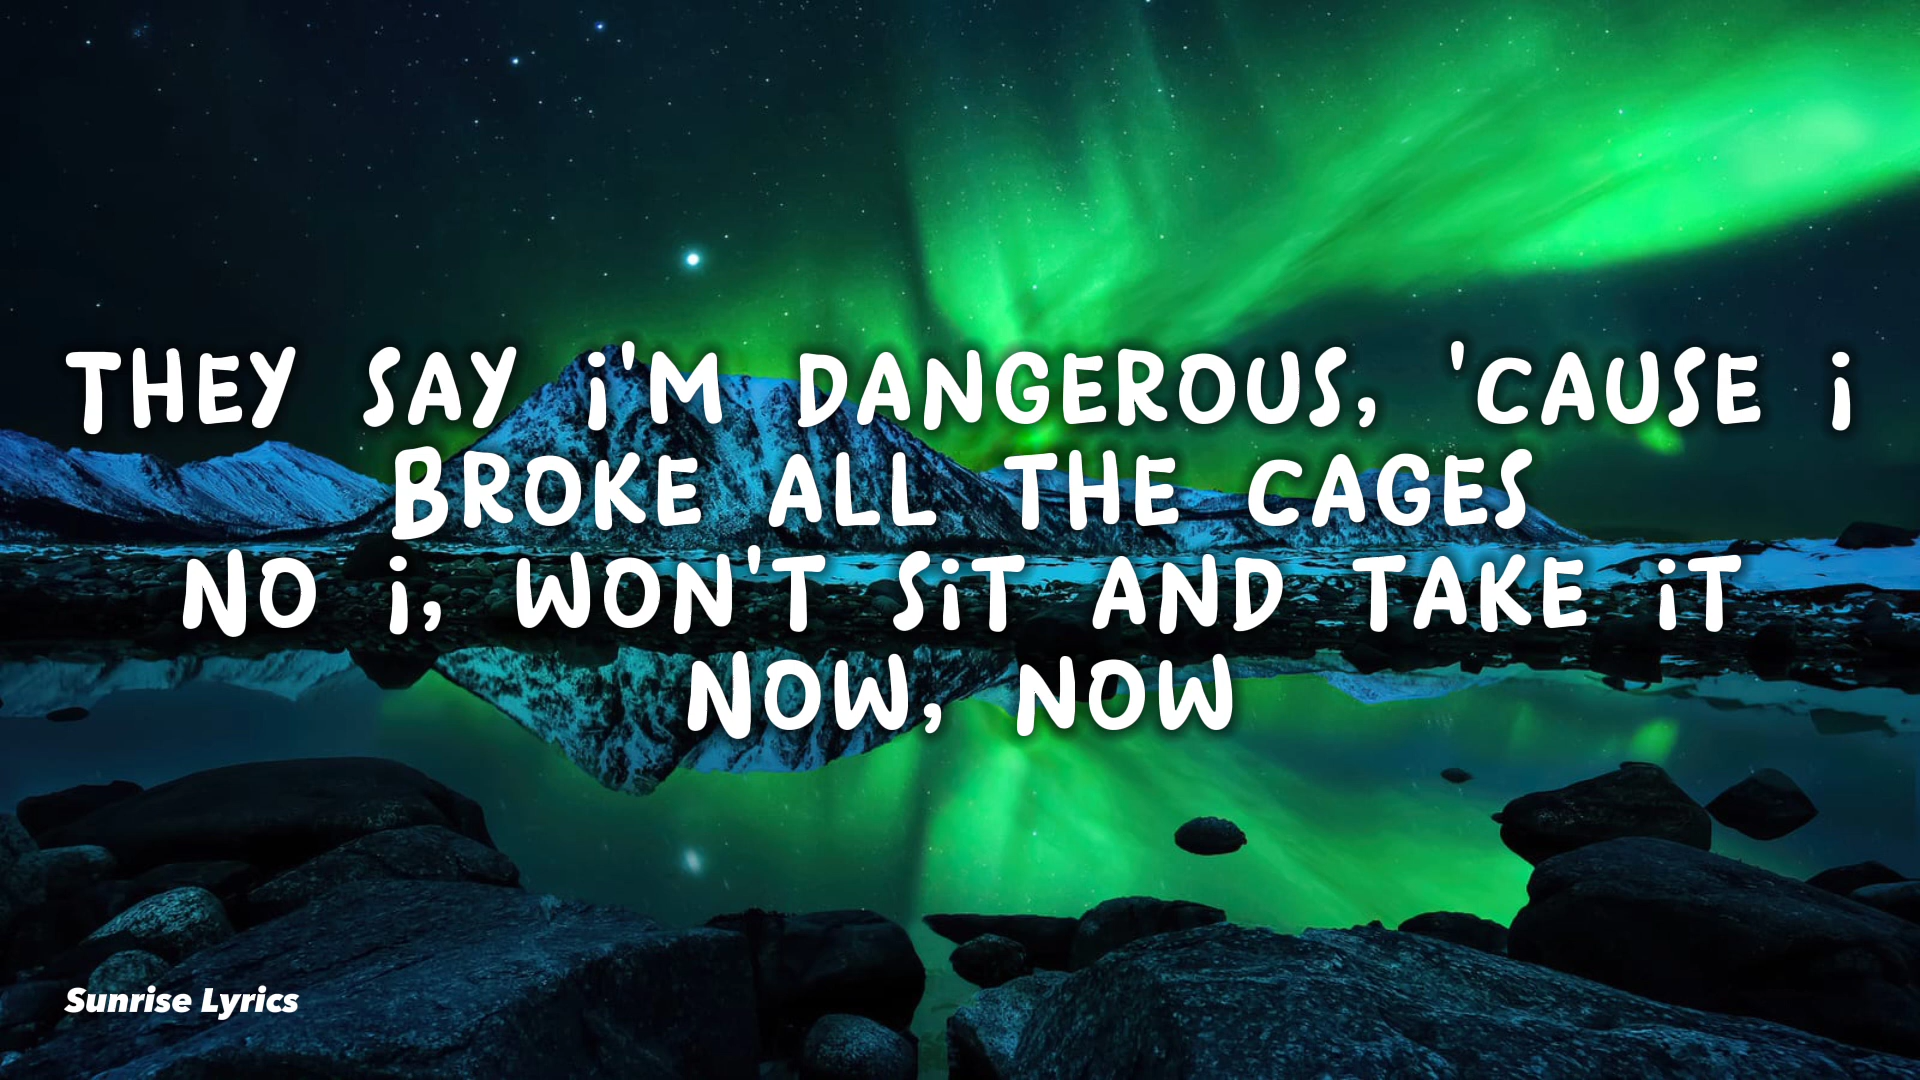 THEY SAY i'M DANGEROUS, 'CAUSE i
BROKE ALL THE CAGES
NO i, WON'T SiT AND TAKE iT
NOW, NOW
Sunrise Lyrics